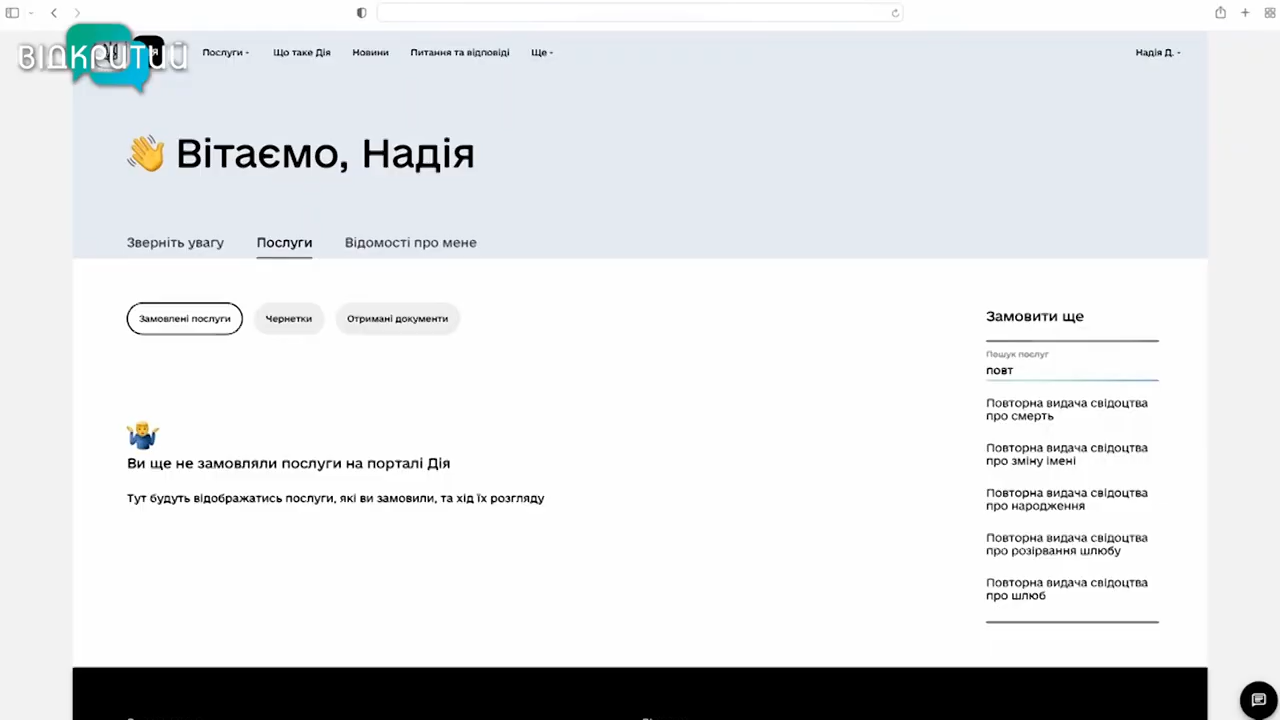 ВІДКРИТИЙ
Послуги
Що таке Дія
Новини
Питання та відповіді
Ще
Надія Д.
Вітаємо, Надія
Зверніть увагу
Послуги
Відомості про мене
Замовлені послуги
Чернетки
Отримані документи
Ви ще не замовляли послуги на порталі Дія
Тут будуть відображатись послуги, які ви замовили, та хід їх розгляду
Замовити ще
Пошук послуг
повт
Повторна видача свідоцтва
про смерть
Повторна видача свідоцтва
про зміну імені
Повторна видача свідоцтва
про народження
Повторна видача свідоцтва
про розірвання шлюбу
Повторна видача свідоцтва
про шлюб